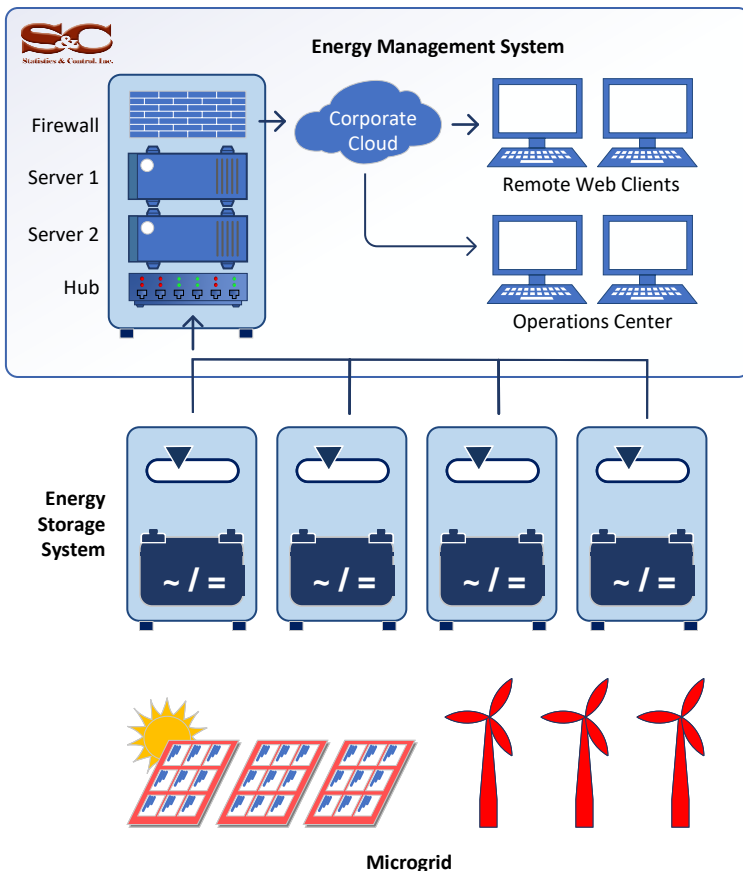 S&C
Statistics & Control. Inc.
Energy Management System
Firewall
Corporate
Cloud
Server 1
Remote Web Clients
Server 2
Hub
Operations Center
Energy
Storage
System
~ / =
~ / =
~ / =
~ / =
Microgrid